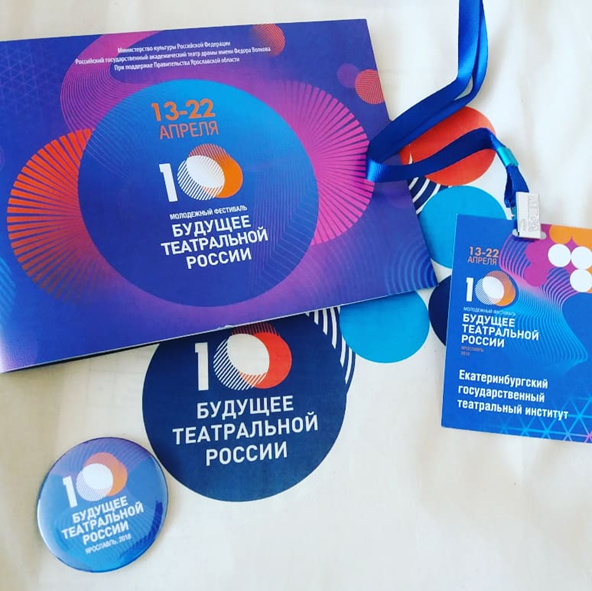 Министерство культуры Российской Федерации
Российский государственный академический театр драмы имени Федора Волкова
При поддержке Правительства Ярославской области
13-22
АПРЕЛЯ
10
МОЛОДЕЖНЫЙ ФЕСТИВАЛЬ
БУДУЩЕЕ
ТЕАТРАЛЬНОЙ
РОССИИ
13-22
АПРЕЛЯ
10
МОЛОДЕЖНЫЙ ФЕСТИВАЛЬ
БУДУЩЕЕ
ТЕАТРАЛЬНОЙ
РОССИИ
ЯРОСЛАВЛЬ
2018
Екатеринбургский
государственный
театральный институт
10
БУДУЩЕЕ
ТЕАТРАЛЬНОЙ
РОССИИ
10
БУДУЩЕЕ
ТЕАТРАЛЬНОЙ
РОССИИ
ЯРОСЛАВЛЬ, 2018